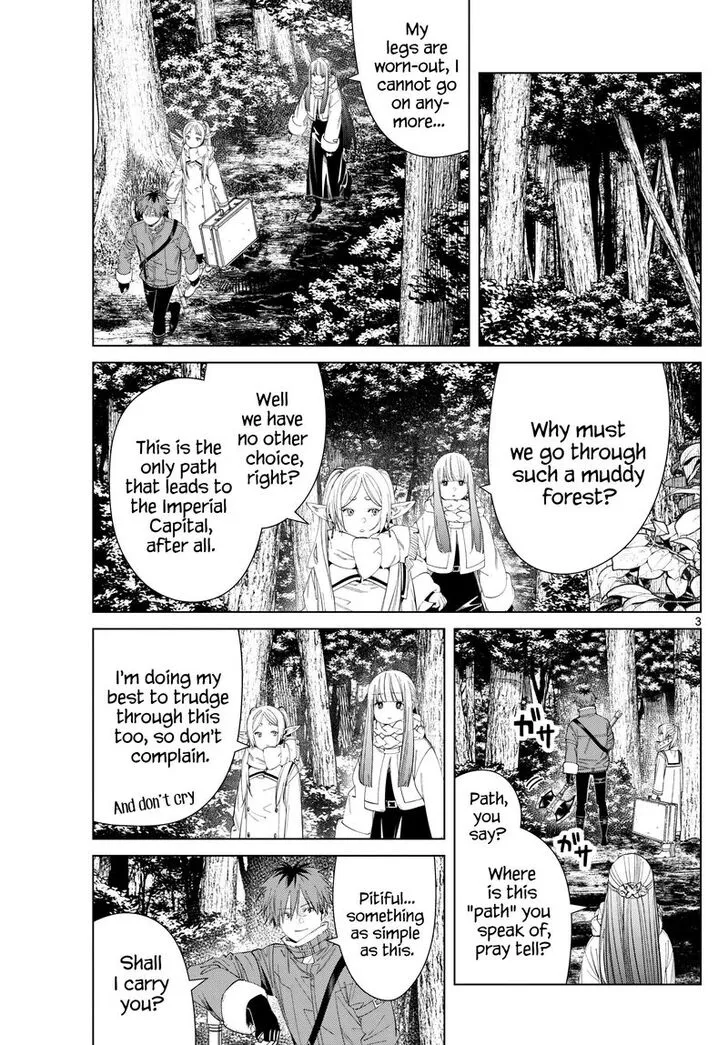 My
legs are
worn-out, I
cannot go
on any-
more...
Why must
we go through
such a muddy
forest?
Well
we have
no other
choice,
right?
This is the
only path
that leads to
the Imperial
Capital,
after all.
3
ガサ
ガサ
Path,
you
say?
Where
is this
"path" you
speak of,
pray tell?
I'm doing my
best to trudge
through this
too, so don't
complain.
And don't cry
Pitiful...
something
as simple
as this.
Shall
I carry
you?